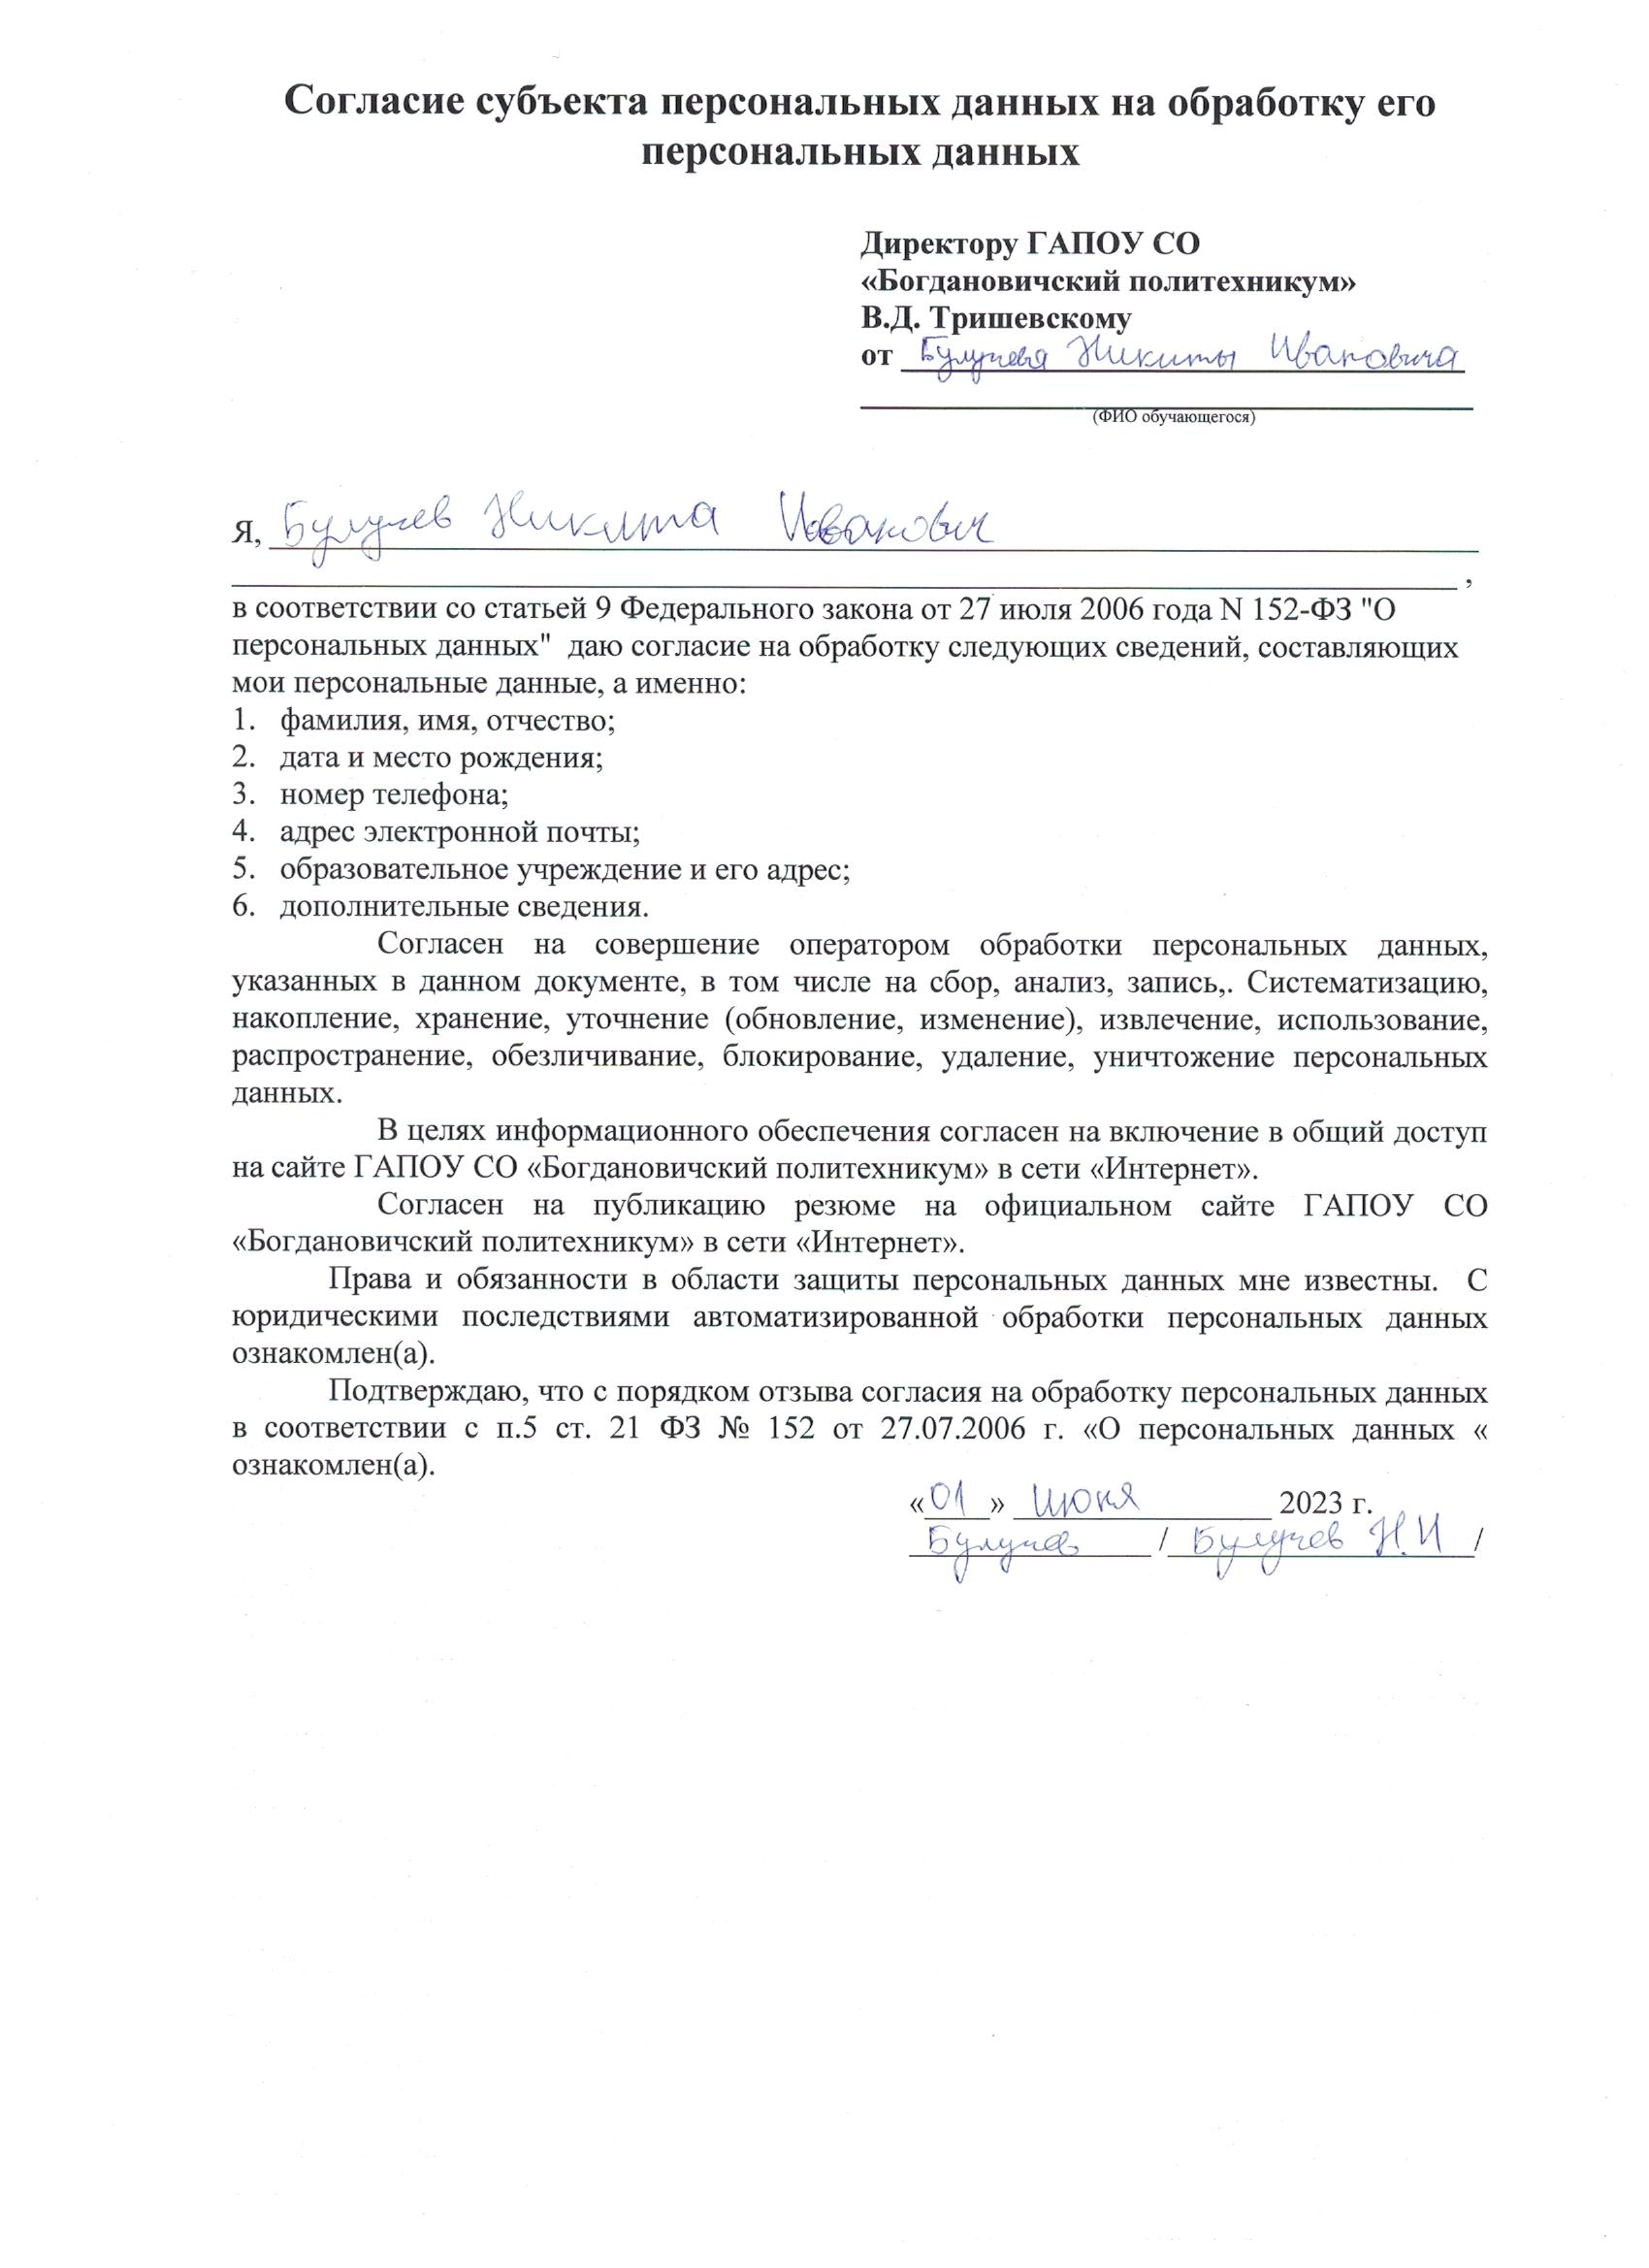 Согласие субъекта персональных данных на обработку его
персональных данных
Директору ГАПОУ СО
«Богдановичский политехникум»
В.Д. Тришевскому
от Булучева Никиты Ивановича
(ФИО обучающегося)
Я, Булучев Никита Иванович
,
в соответствии со статьей 9 Федерального закона от 27 июля 2006 года N 152-ФЗ "О
персональных данных" даю согласие на обработку следующих сведений, составляющих
мои персональные данные, а именно:
1. фамилия, имя, отчество;
2. дата и место рождения;
3. номер телефона;
4. адрес электронной почты;
5. образовательное учреждение и его адрес;
6. дополнительные сведения.
Согласен на совершение оператором обработки персональных данных,
указанных в данном документе, в том числе на сбор, анализ, запись,. Систематизацию,
накопление, хранение, уточнение (обновление, изменение), извлечение, использование,
распространение, обезличивание, блокирование, удаление, уничтожение персональных
данных.
В целях информационного обеспечения согласен на включение в общий доступ
на сайте ГАПОУ СО «Богдановичский политехникум» в сети «Интернет».
Согласен на публикацию резюме на официальном сайте ГАПОУ СО
«Богдановичский политехникум» в сети «Интернет».
Права и обязанности в области защиты персональных данных мне известны. С
юридическими последствиями автоматизированной обработки персональных данных
ознакомлен(а).
Подтверждаю, что с порядком отзыва согласия на обработку персональных данных
в соответствии с п.5 ст. 21 ФЗ № 152 от 27.07.2006 г. «О персональных данных «
ознакомлен(а).
«01» июня 2023 г.
Булучев / Булучев Н.И /